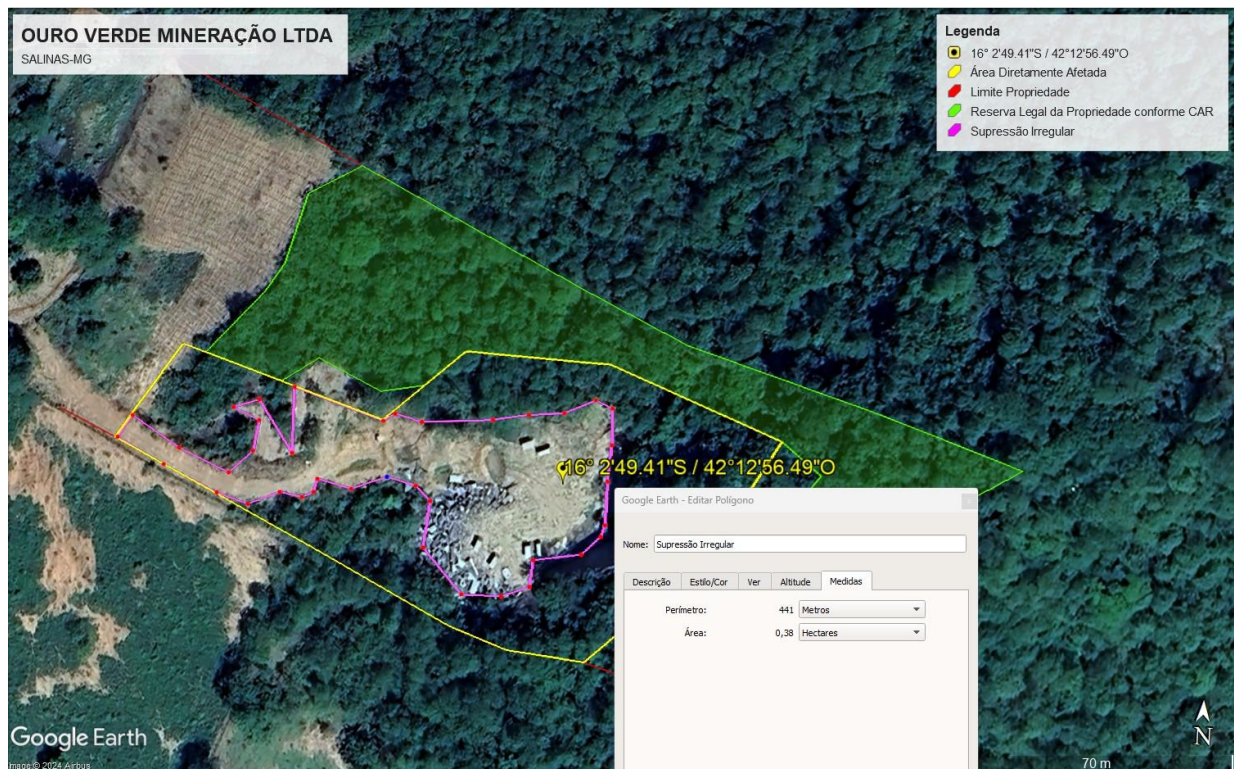 OURO VERDE MINERAÇÃO LTDA
SALINAS-MG
Legenda
16° 2'49.41"S / 42°12'56.49"O
Área Diretamente Afetada
Limite Propriedade
Reserva Legal da Propriedade conforme CAR
Supressão Irregular
16° 2'49.41"S / 42°12'56.49"O
Google Earth - Editar Polígono
Nome: Supressão Irregular
Descrição Estilo/Cor Ver Altitude Medidas
Perímetro: 441 Metros
Área: 0,38 Hectares
Google Earth
Image © 2024 Airbus
N
70 m